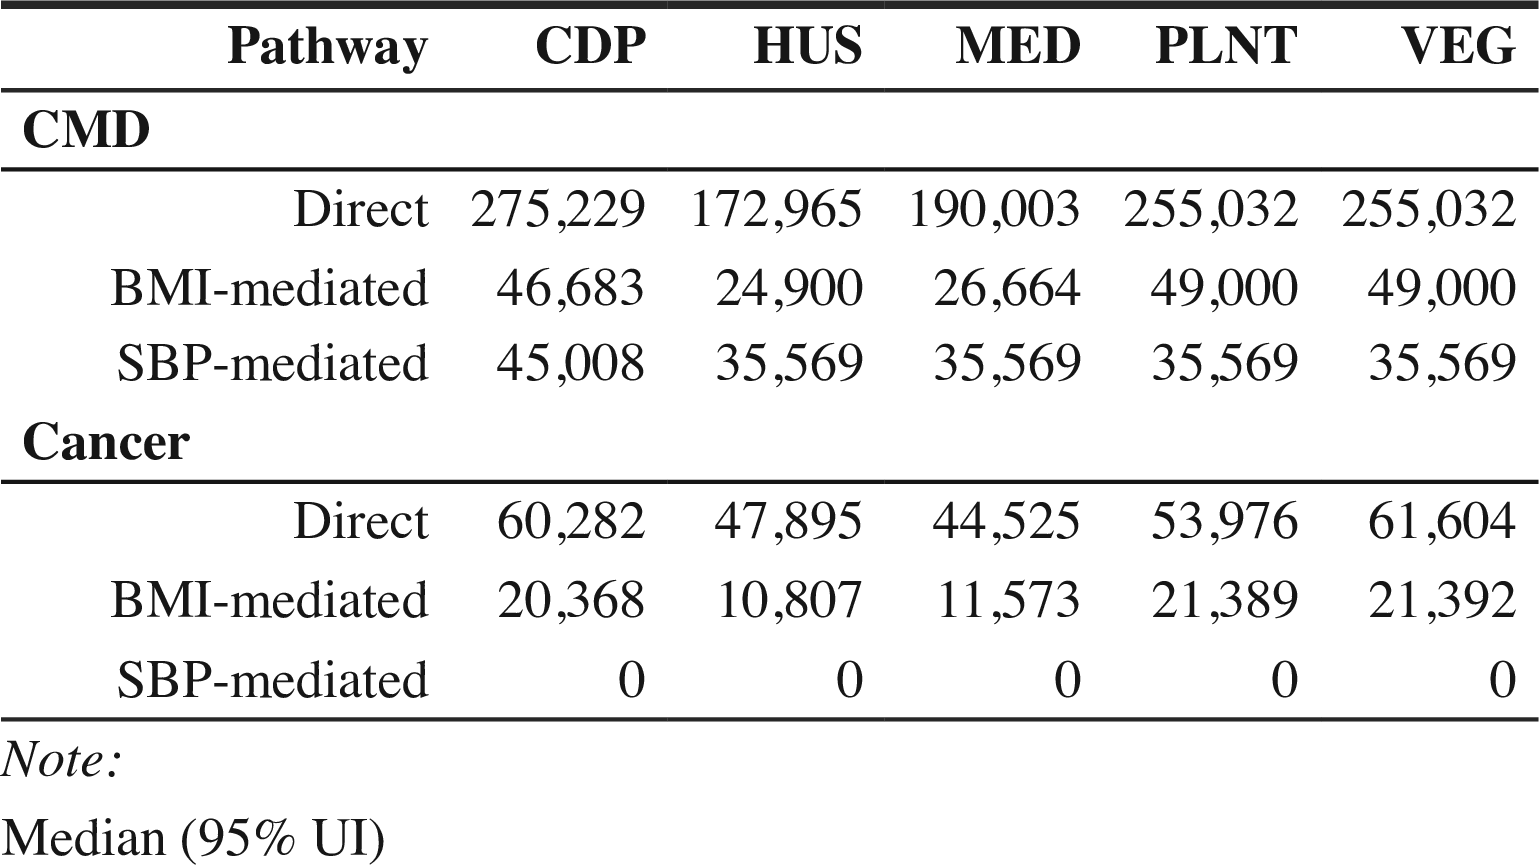 Pathway CDP HUS MED PLNT VEG
CMD
Direct 275,229 172,965 190,003 255,032 255,032
BMI-mediated 46,683 24,900 26,664 49,000 49,000
SBP-mediated 45,008 35,569 35,569 35,569 35,569
Cancer
Direct 60,282 47,895 44,525 53,976 61,604
BMI-mediated 20,368 10,807 11,573 21,389 21,392
SBP-mediated 0 0 0 0 0
Note:
Median (95% UI)